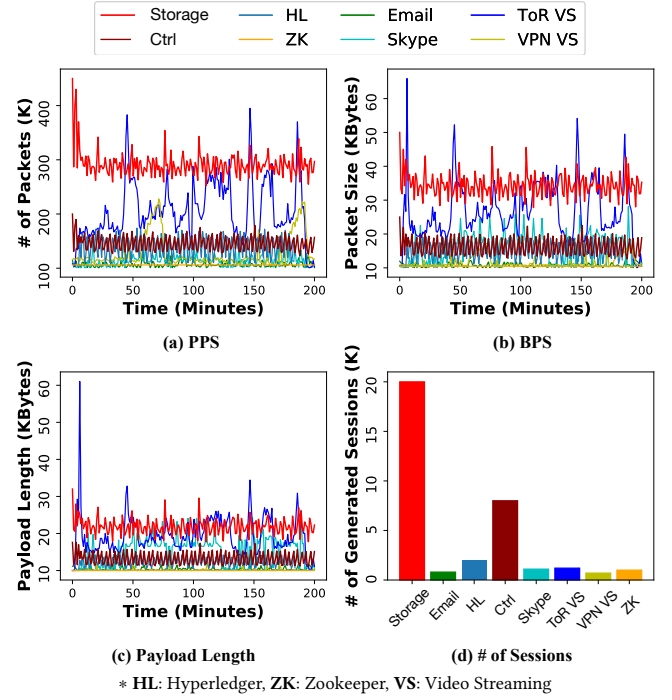 Storage HL Email ToR VS
Ctrl ZK Skype VPN VS
# of Packets (K)
400
300
200
100
0 50 100 150 200
Time (Minutes)
(a) PPS
Packet Size (KBytes)
60
50
40
30
20
10
0 50 100 150 200
Time (Minutes)
(b) BPS
Payload Length (KBytes)
60
50
40
30
20
10
0 50 100 150 200
Time (Minutes)
(c) Payload Length
# of Generated Sessions (K)
20
15
10
5
0
Storage Email HL Ctrl Skype ToR VS VPN VS ZK
(d) # of Sessions
* HL: Hyperledger, ZK: Zookeeper, VS: Video Streaming